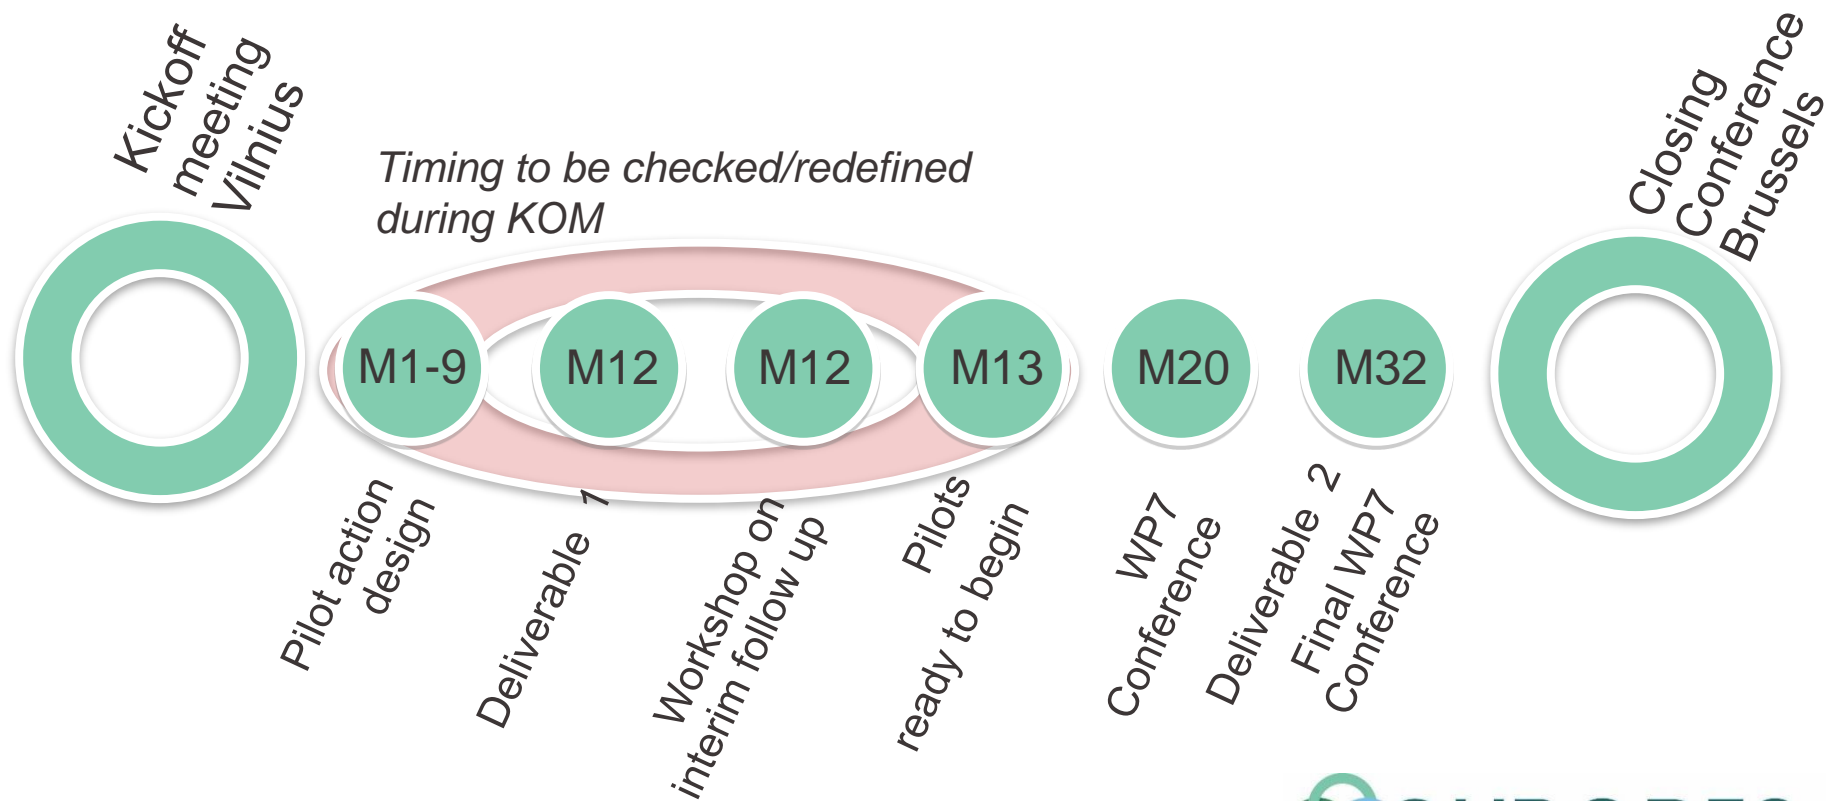 Kickoff
meeting
Vilnius
Timing to be checked/redefined
during KOM
Closing
Conference
Brussels
M1-9
M12
M12
M13
M20
M32
Pilot action
design
Deliverable 1
Workshop on
interim follow up
Pilots
ready to begin
WP7
Conference
Deliverable 2
Final WP7
Conference